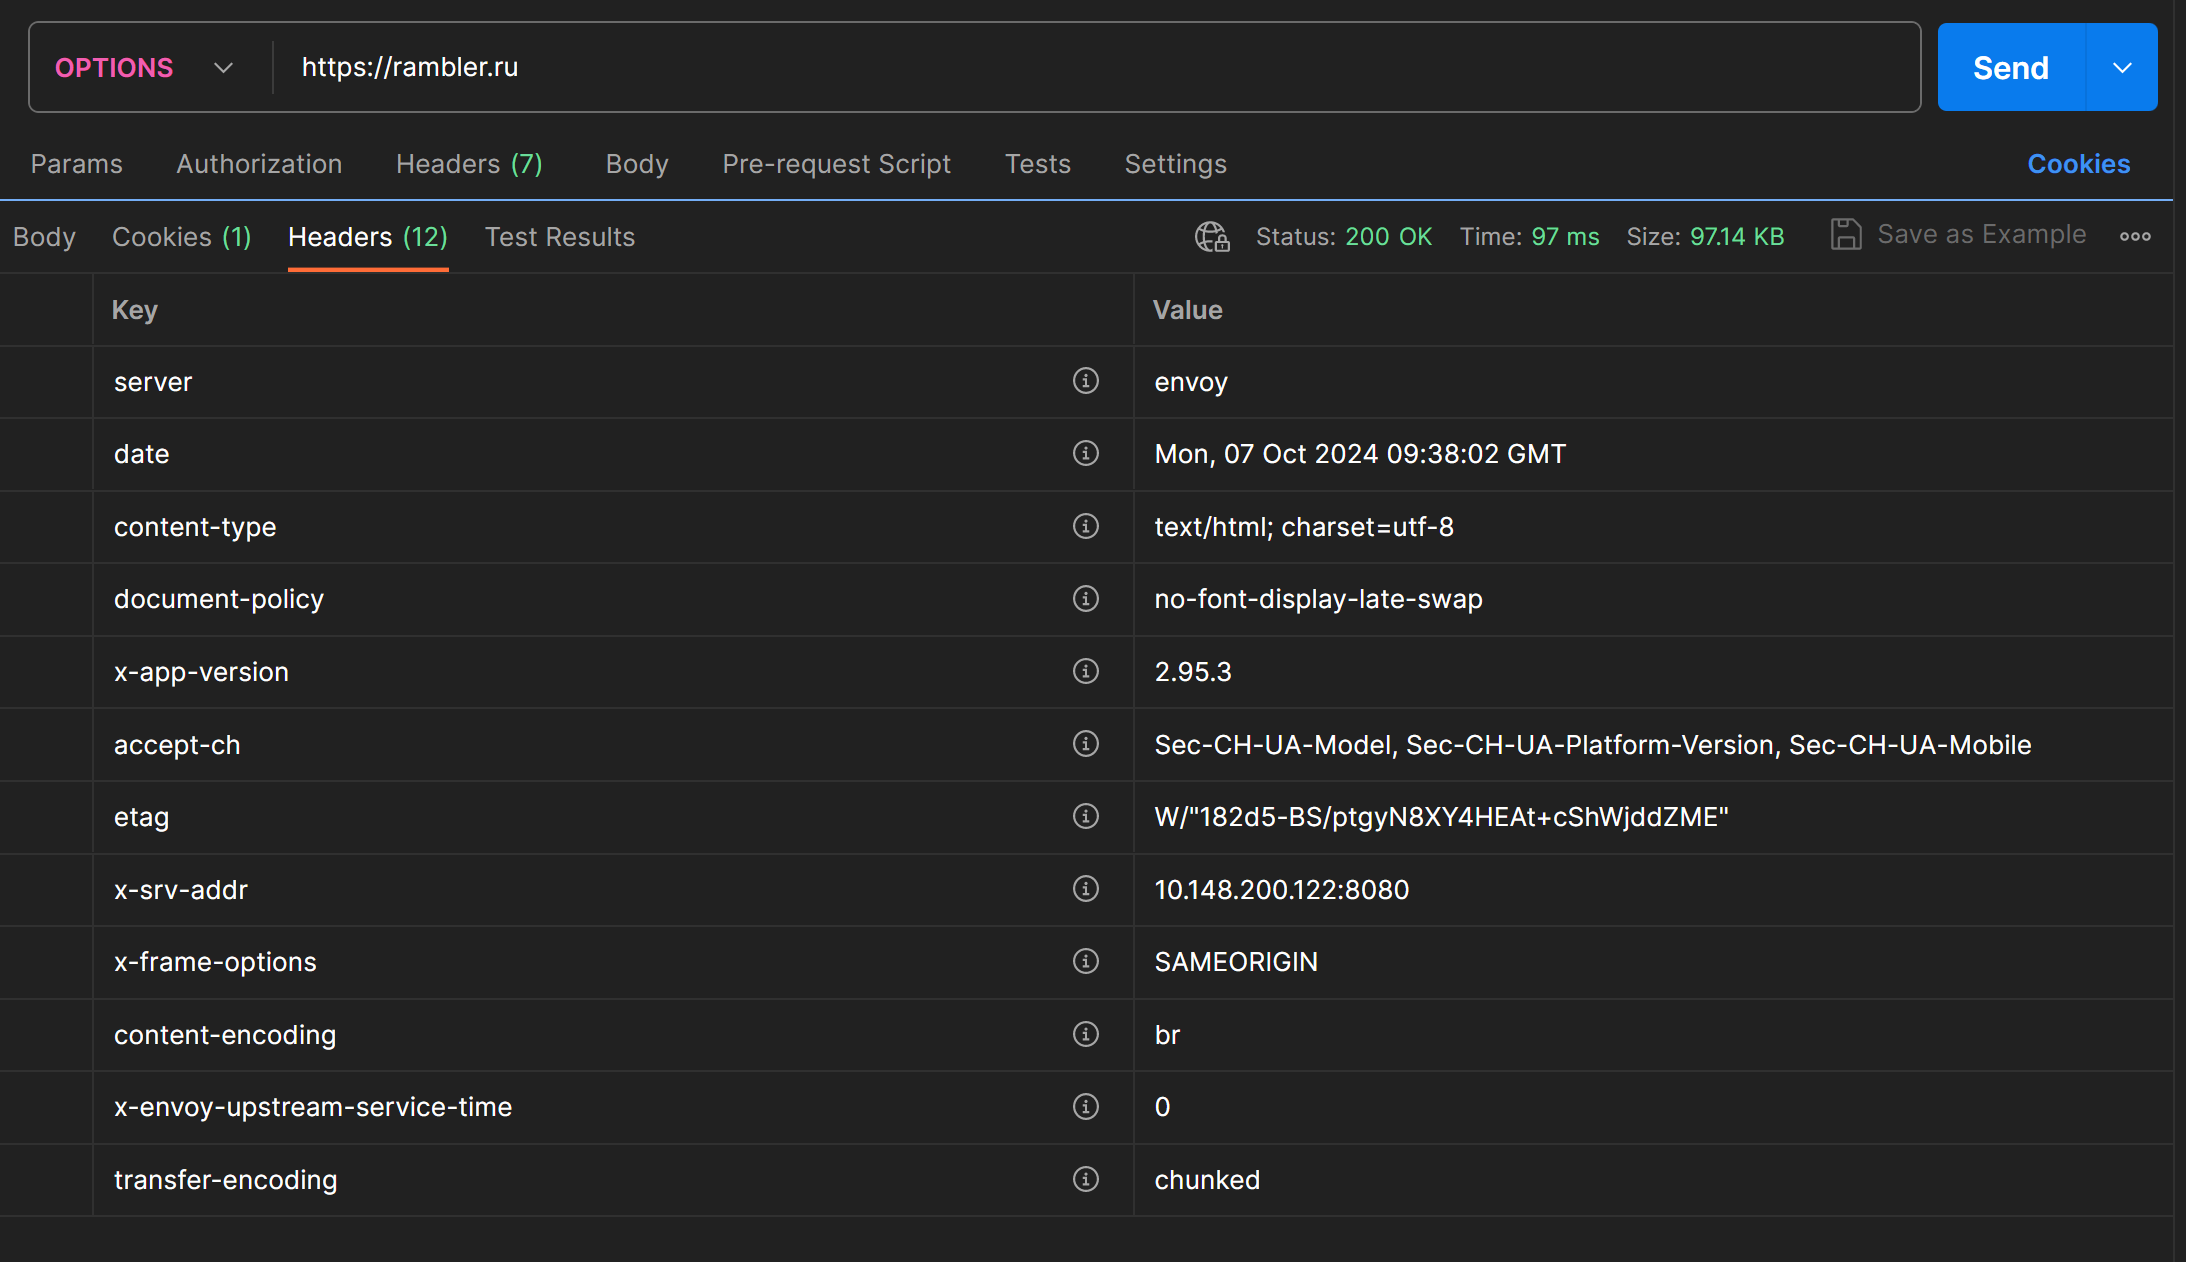 OPTIONS https://rambler.ru Send
Params Authorization Headers (7) Body Pre-request Script Tests Settings Cookies
Body Cookies (1) Headers (12) Test Results Status: 200 OK Time: 97 ms Size: 97.14 KB Save as Example
Key Value
server envoy
date Mon, 07 Oct 2024 09:38:02 GMT
content-type text/html; charset=utf-8
document-policy no-font-display-late-swap
x-app-version 2.95.3
accept-ch Sec-CH-UA-Model, Sec-CH-UA-Platform-Version, Sec-CH-UA-Mobile
etag W/"182d5-BS/ptgyN8XY4HEAt+cShWjddZME"
x-srv-addr 10.148.200.122:8080
x-frame-options SAMEORIGIN
content-encoding br
x-envoy-upstream-service-time 0
transfer-encoding chunked